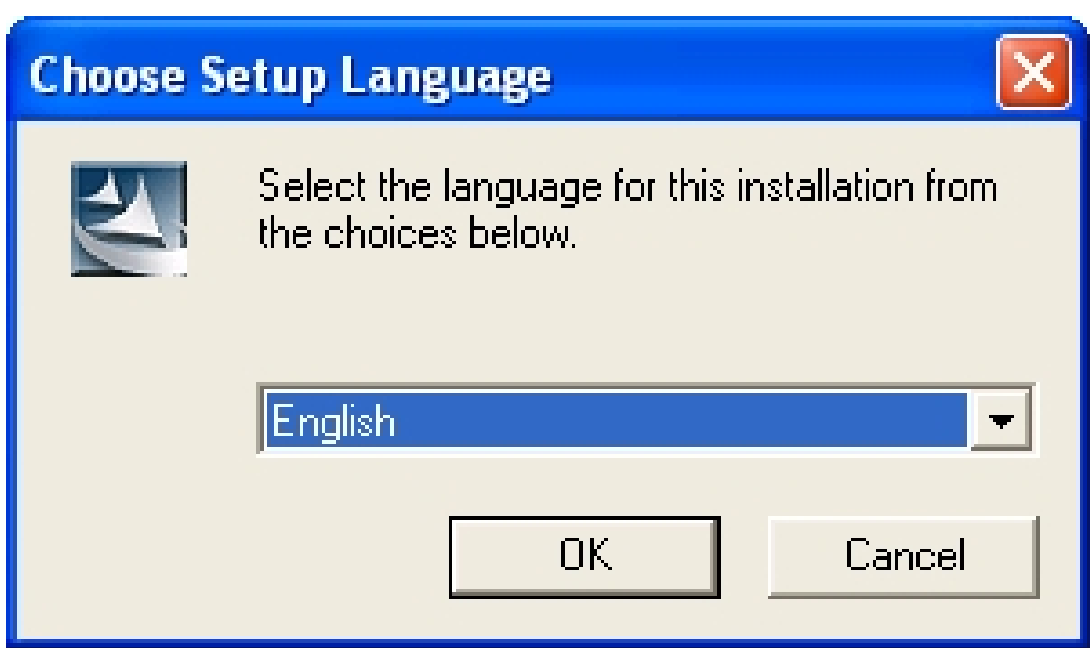 Choose Setup Language
Select the language for this installation from
the choices below.
English
OK
Cancel